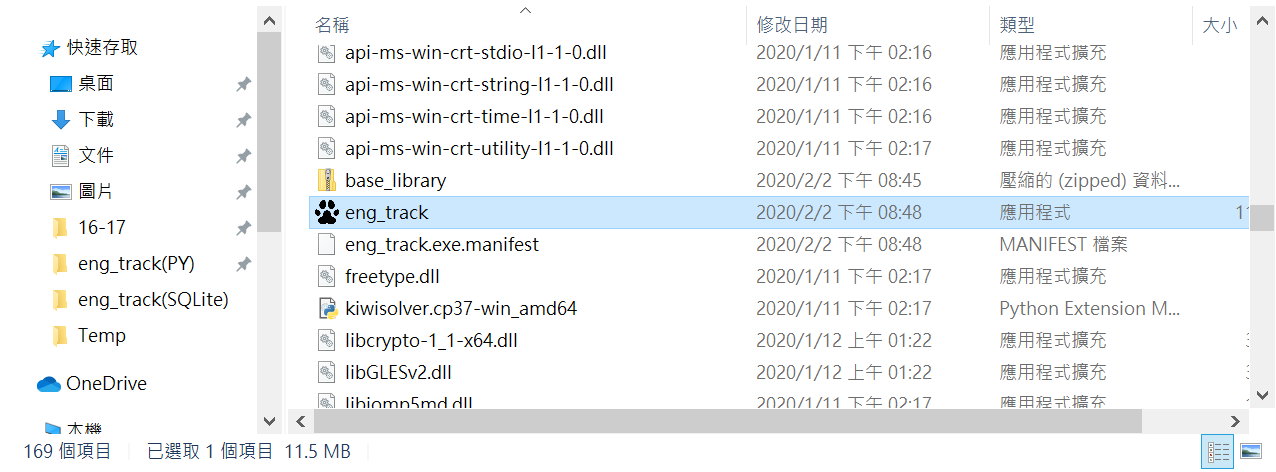 快速存取
桌面
下載
文件
圖片
16-17
eng_track(PY)
eng_track(SQLite)
Temp
OneDrive
本機
名稱 修改日期 類型 大小
api-ms-win-crt-stdio-l1-1-0.dll 2020/1/11 下午 02:16 應用程式擴充
api-ms-win-crt-string-l1-1-0.dll 2020/1/11 下午 02:16 應用程式擴充
api-ms-win-crt-time-l1-1-0.dll 2020/1/11 下午 02:16 應用程式擴充
api-ms-win-crt-utility-l1-1-0.dll 2020/1/11 下午 02:17 應用程式擴充
base_library 2020/2/2 下午 08:45 壓縮的 (zipped) 資料...
eng_track 2020/2/2 下午 08:48 應用程式 11
eng_track.exe.manifest 2020/2/2 下午 08:48 MANIFEST 檔案
freetype.dll 2020/1/11 下午 02:17 應用程式擴充
kiwisolver.cp37-win_amd64 2020/1/11 下午 02:17 Python Extension M...
libcrypto-1_1-x64.dll 2020/1/12 上午 01:22 應用程式擴充
libGLESv2.dll 2020/1/12 上午 01:22 應用程式擴充
libiomp5md.dll 2020/1/11 下午 02:17 應用程式擴充
169 個項目 已選取 1 個項目 11.5 MB